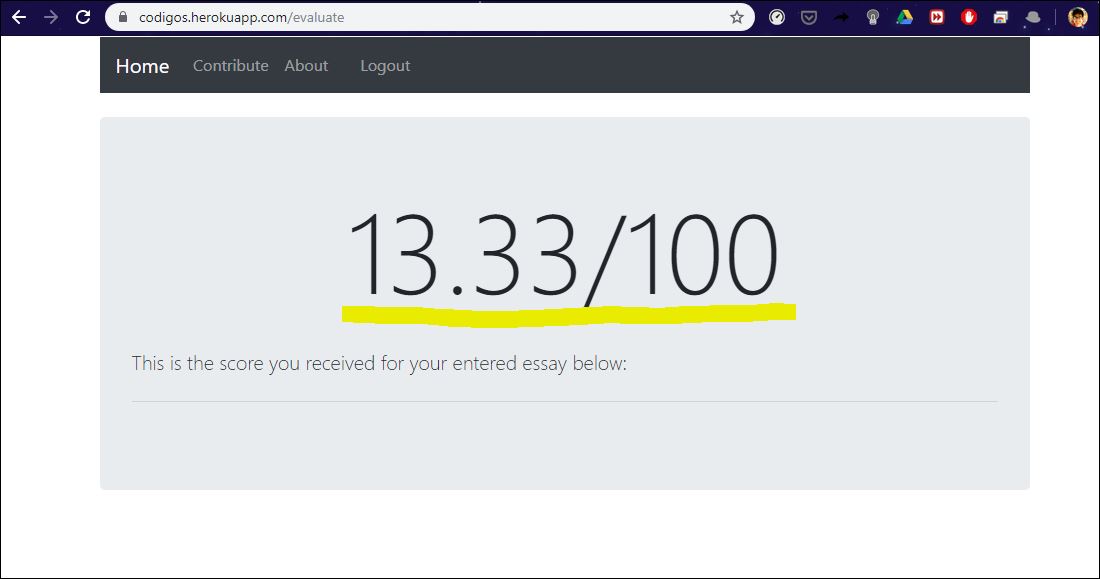 codigos.herokuapp.com/evaluate
Home Contribute About Logout
13.33/100
This is the score you received for your entered essay below: